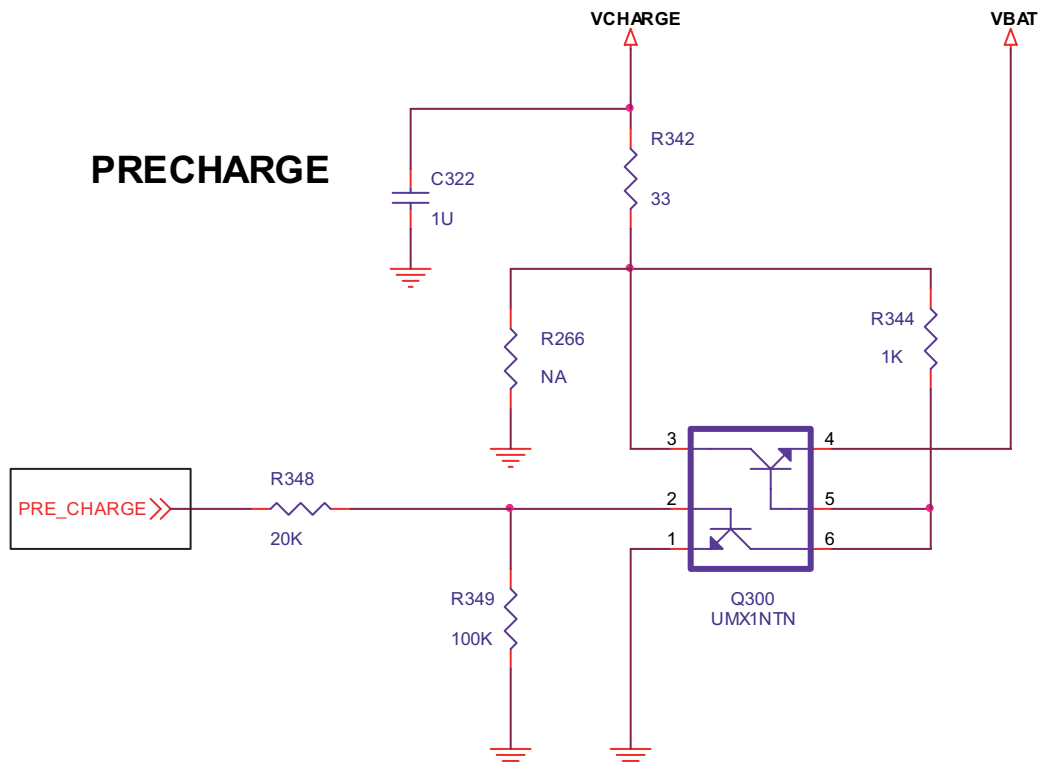 VCHARGE
VBAT
PRECHARGE
R342
33
C322
1U
R266
NA
R344
1K
3
4
PRE_CHARGE
R348
20K
2
5
1
6
R349
100K
Q300
UMX1NTN